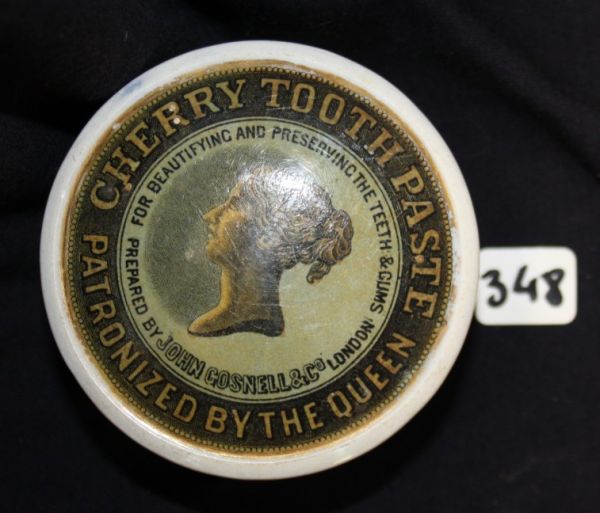 CHERRY TOOTH PASTE
PATRONIZED BY THE QUEEN
FOR BEAUTIFYING AND PRESERVING THE TEETH & GUMS
PREPARED BY JOHN GOSNELL & Co LONDON
348